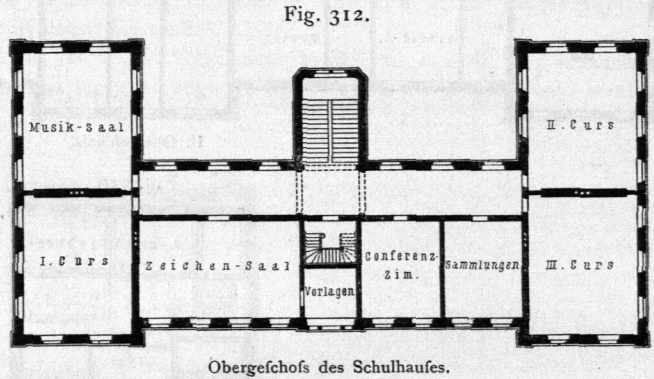 Fig. 312.
Musik-Saal
II. Curs
I. Curs
Zeichen-Saal
Vorlagen
Conferenz-
Zim.
Sammlungen
III. Curs
Obergeſchoſs des Schulhauſes.